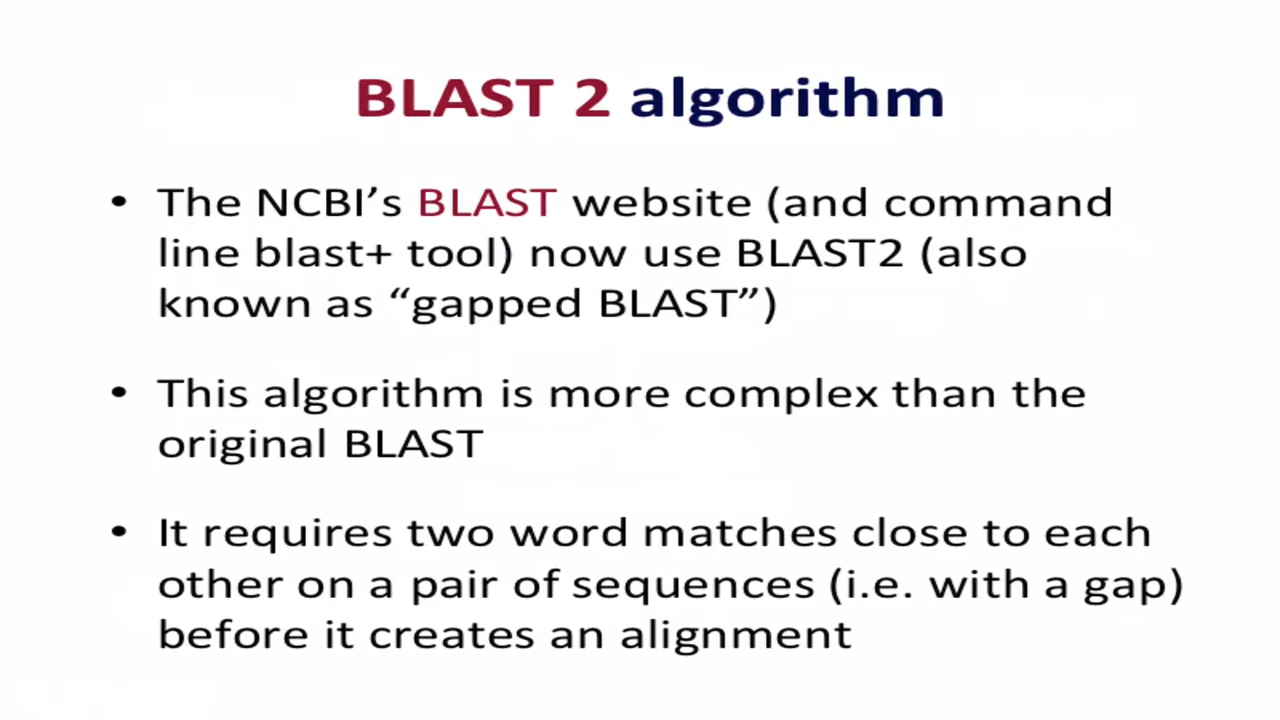 BLAST 2 algorithm
• The NCBI’s BLAST website (and command
line blast+ tool) now use BLAST2 (also
known as “gapped BLAST”)
• This algorithm is more complex than the
original BLAST
• It requires two word matches close to each
other on a pair of sequences (i.e. with a gap)
before it creates an alignment